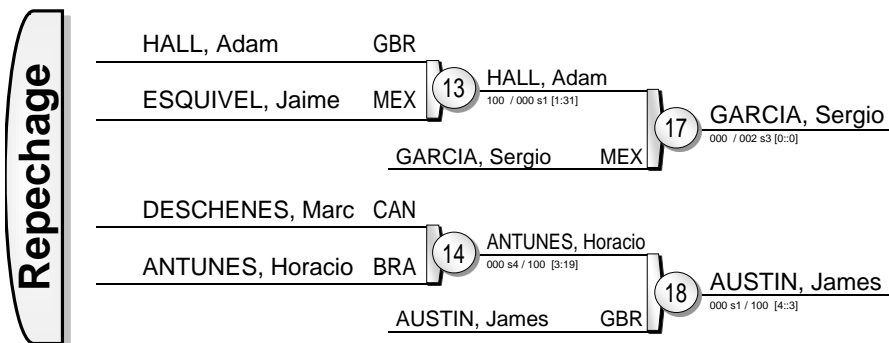 Repechage
HALL, Adam GBR
ESQUIVEL, Jaime MEX
13
HALL, Adam
100 / 000 s1 [1:31]
GARCIA, Sergio MEX
17
GARCIA, Sergio
000 / 002 s3 [0::0]
DESCHENES, Marc CAN
ANTUNES, Horacio BRA
14
ANTUNES, Horacio
000 s4 / 100 [3:19]
AUSTIN, James GBR
18
AUSTIN, James
000 s1 / 100 [4::3]